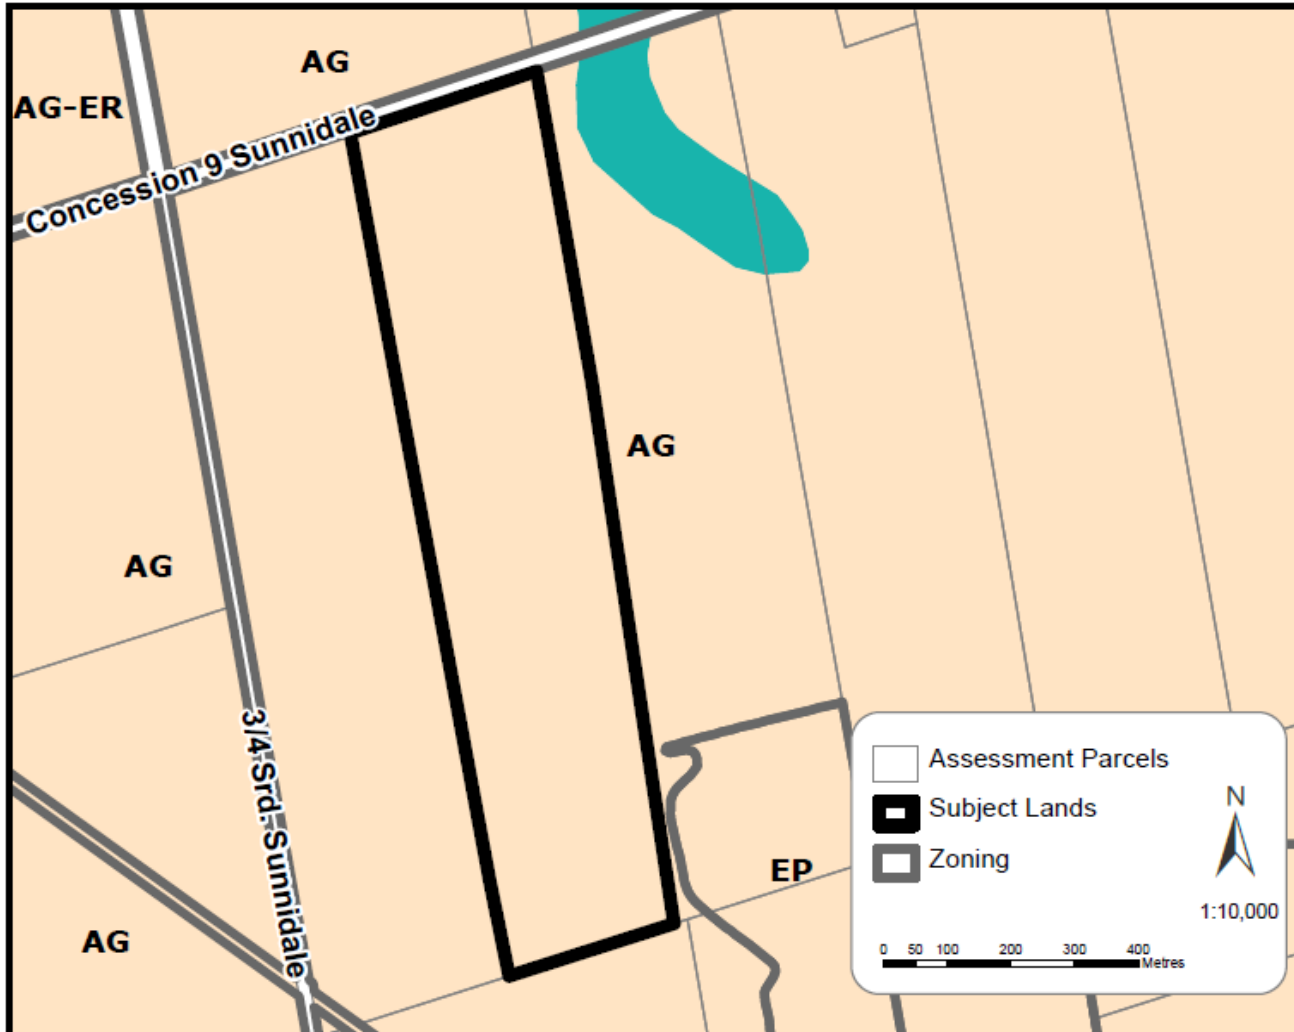 AG
AG-ER
Concession 9 Sunnidale
AG
AG
3/4 Srd. Sunnidale
EP
AG
Assessment Parcels
Subject Lands
Zoning
N
1:10,000
0 50 100 200 300 400
Metres